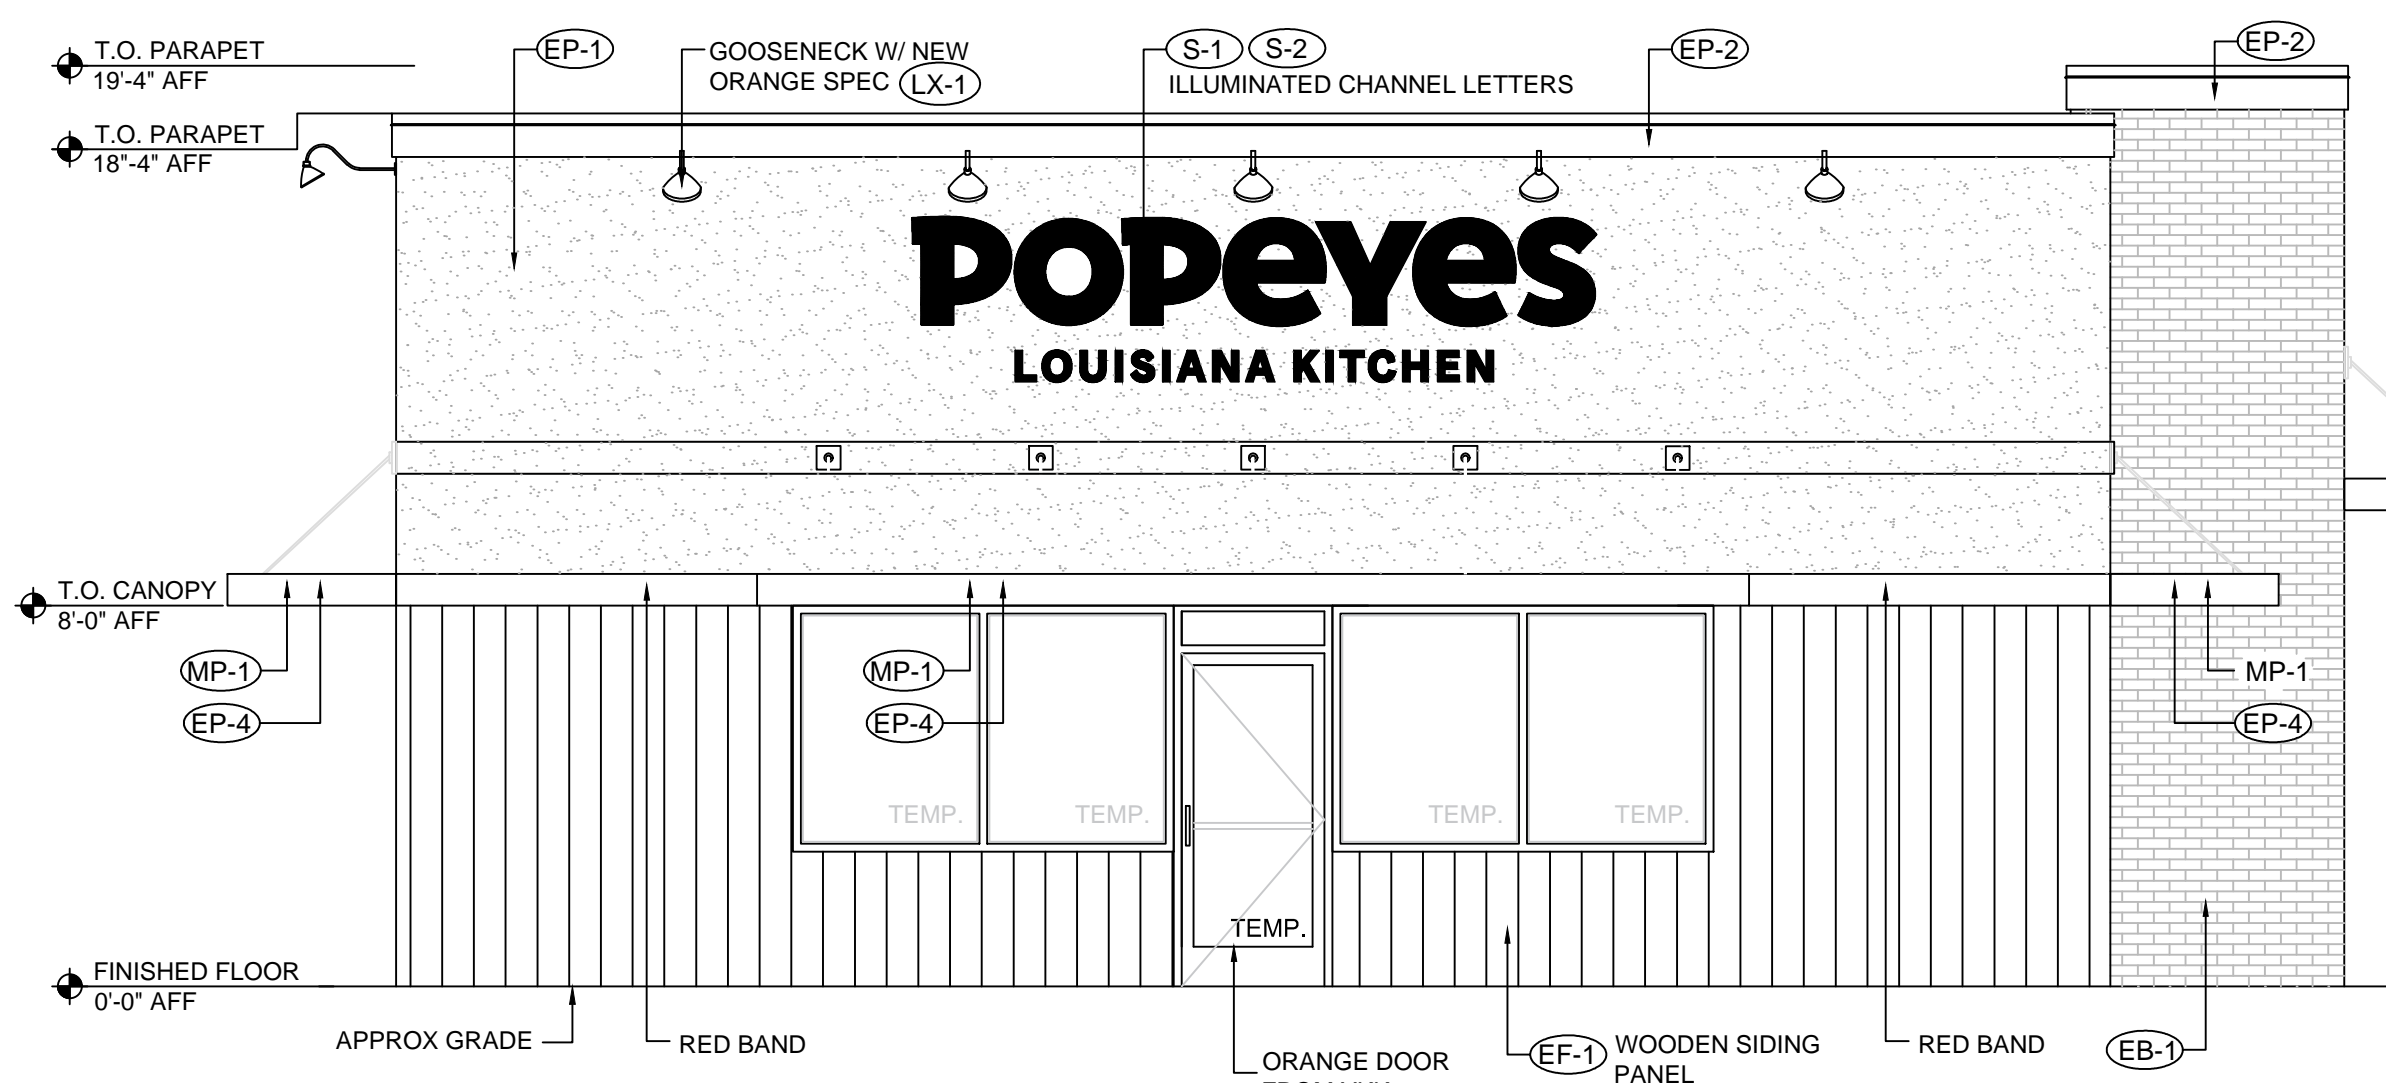 T.O. PARAPET
19'-4" AFF
T.O. PARAPET
18"-4" AFF
EP-1
GOOSENECK W/ NEW
ORANGE SPEC LX-1
S-1 S-2
ILLUMINATED CHANNEL LETTERS
EP-2
EP-2
POPEYES
LOUISIANA KITCHEN
T.O. CANOPY
8'-0" AFF
MP-1
EP-4
MP-1
EP-4
MP-1
EP-4
TEMP.
TEMP.
TEMP.
TEMP.
TEMP.
FINISHED FLOOR
0'-0" AFF
APPROX GRADE
RED BAND
ORANGE DOOR
EF-1
WOODEN SIDING
PANEL
RED BAND
EB-1